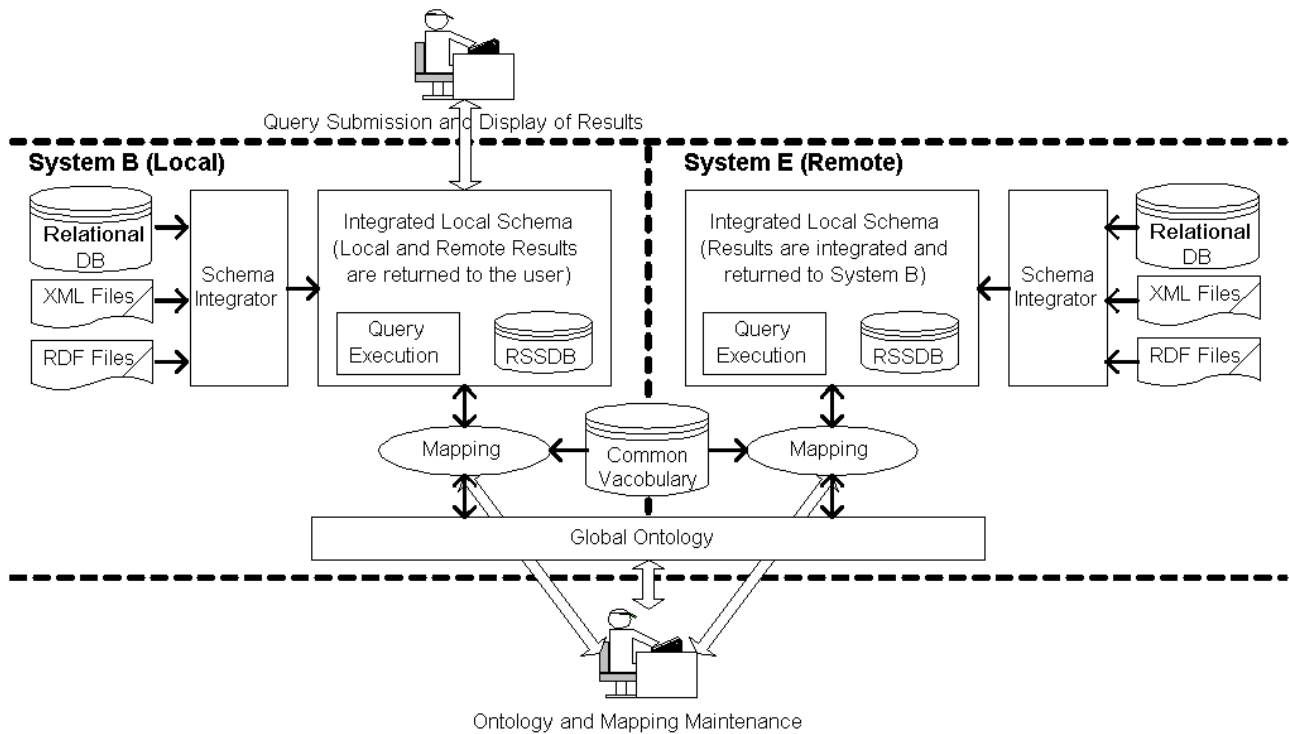 Query Submission and Display of Results
System B (Local)
Relational
DB
XML Files
RDF Files
Schema
Integrator
Integrated Local Schema
(Local and Remote Results
are returned to the user)
Query
Execution
RSSDB
System E (Remote)
Integrated Local Schema
(Results are integrated and
returned to System B)
Query
Execution
RSSDB
Schema
Integrator
Relational
DB
XML Files
RDF Files
Mapping
Common
Vacobulary
Mapping
Global Ontology
Ontology and Mapping Maintenance